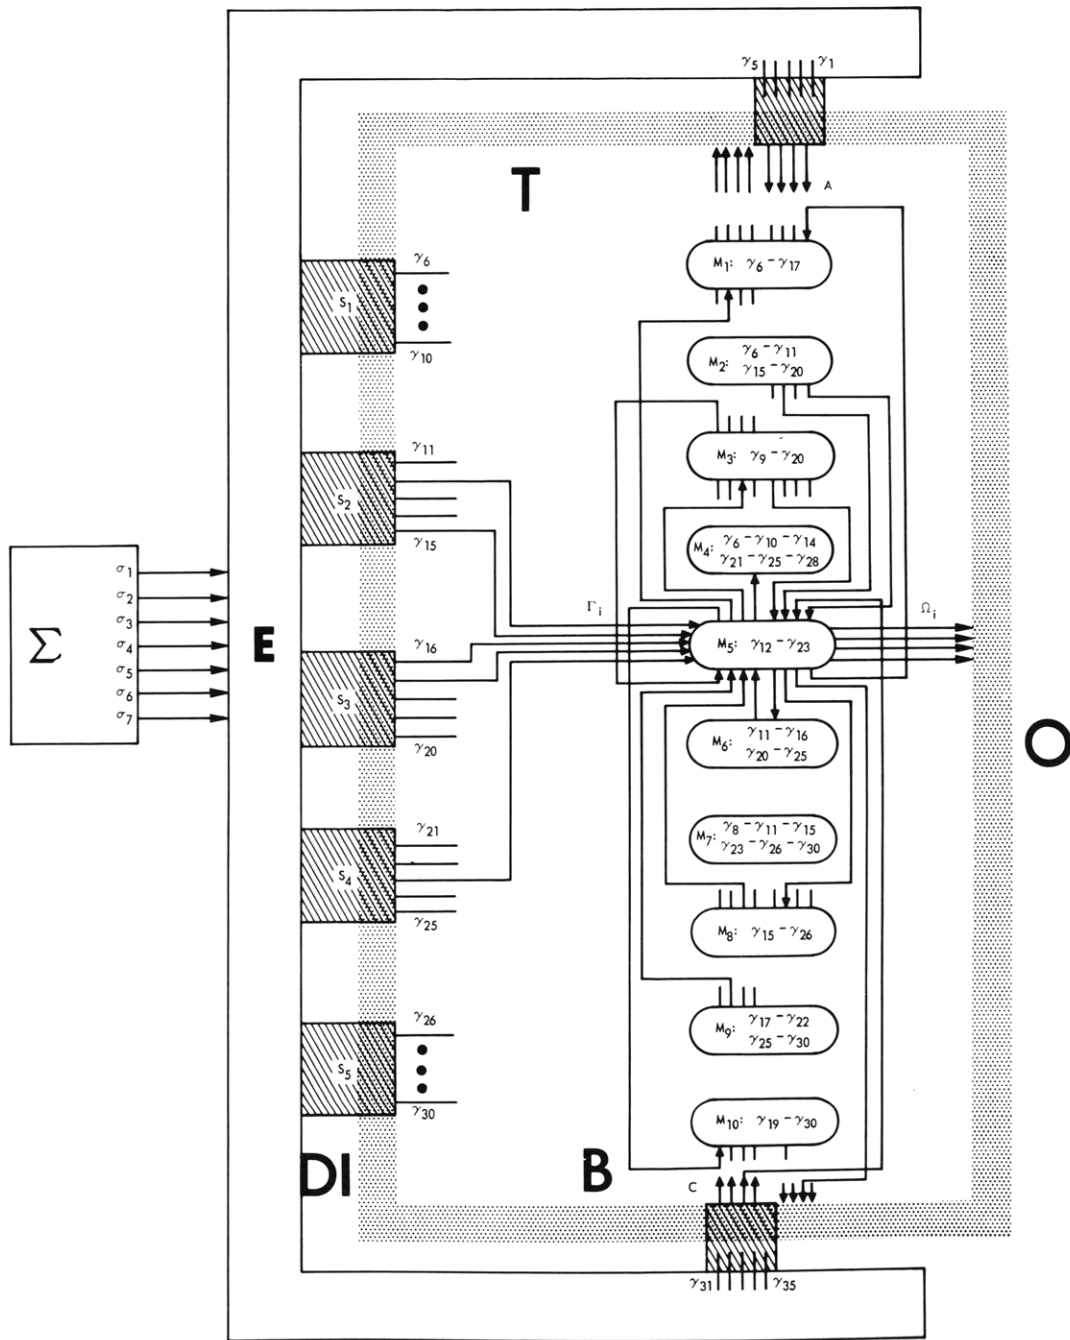 γ5 γ1
A
T
γ6
S1
γ10
M1: γ6 – γ17
M2: γ6 – γ11
γ15 – γ20
γ11
S2
γ15
M3: γ9 – γ20
M4: γ6 – γ10 – γ14
γ21 – γ25 – γ28
Σ
σ1
σ2
σ3
σ4
σ5
σ6
σ7
E
Γi
Ωi
M5: γ12 – γ23
γ16
S3
γ20
M6: γ11 – γ16
γ20 – γ25
O
γ21
S4
γ25
M7: γ8 – γ11 – γ15
γ23 – γ26 – γ30
M8: γ15 – γ26
γ26
S5
γ30
M9: γ17 – γ22
γ25 – γ30
M10: γ19 – γ30
DI
B
C
γ31 γ35